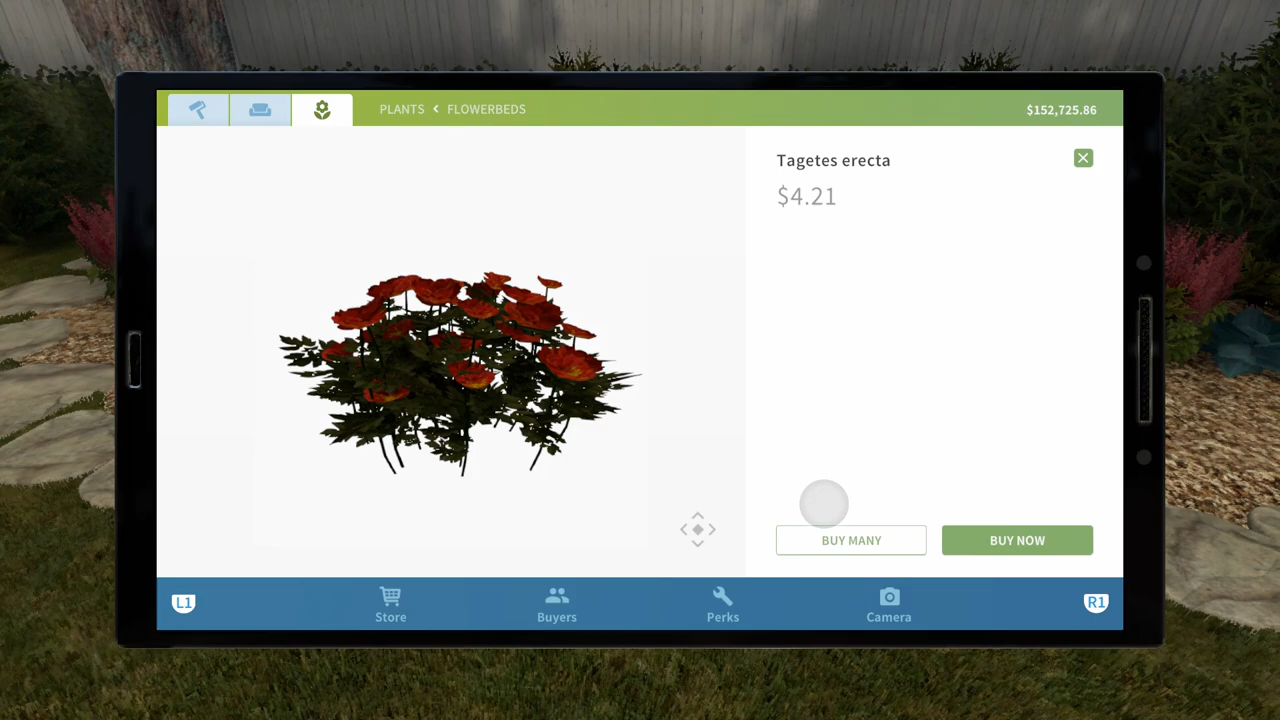 PLANTS < FLOWERBEDS
$152,725.86
Tagetes erecta
$4.21
BUY MANY
BUY NOW
L1
Store
Buyers
Perks
Camera
R1